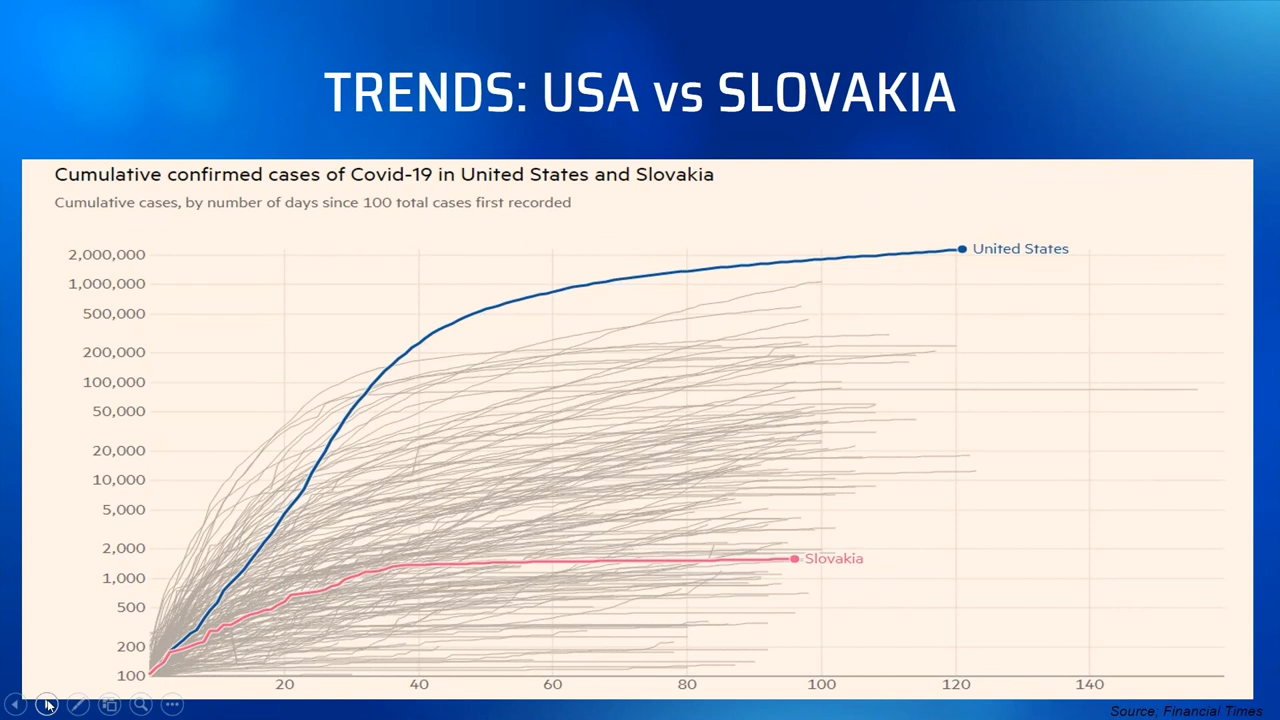 TRENDS: USA vs SLOVAKIA
Cumulative confirmed cases of Covid-19 in United States and Slovakia
Cumulative cases, by number of days since 100 total cases first recorded
2,000,000
1,000,000
500,000
200,000
100,000
50,000
20,000
10,000
5,000
2,000
1,000
500
200
100
United States
Slovakia
20 40 60 80 100 120 140
Source; Financial Times